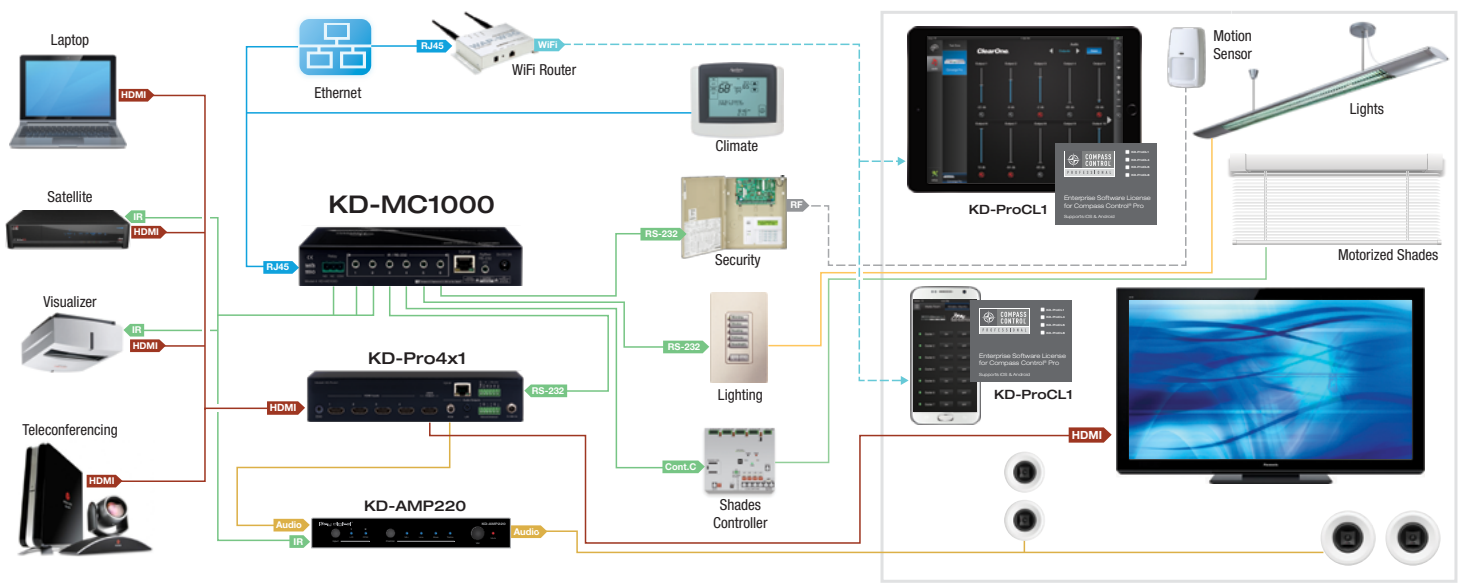 Laptop
HDMI
Satellite
IR
HDMI
Visualizer
IR
HDMI
Teleconferencing
HDMI
Ethernet
RJ45
WiFi Router
WiFi
Climate
KD-MC1000
RJ45
RS-232
Security
RF
KD-Pro4x1
HDMI
RS-232
RS-232
Lighting
KD-AMP220
Audio
IR
KD-AMP220
Audio
Cont.C
Shades
Controller
ClearOne
COMPASS
CONTROL
PROFESSIONAL
Enterprise Software License
for Compass Control® Pro
Supports iOS & Android
KD-ProCL1
Motion
Sensor
Lights
Motorized Shades
COMPASS
CONTROL
PROFESSIONAL
Enterprise Software License
for Compass Control® Pro
Supports iOS & Android
KD-ProCL1
HDMI
Panasonic